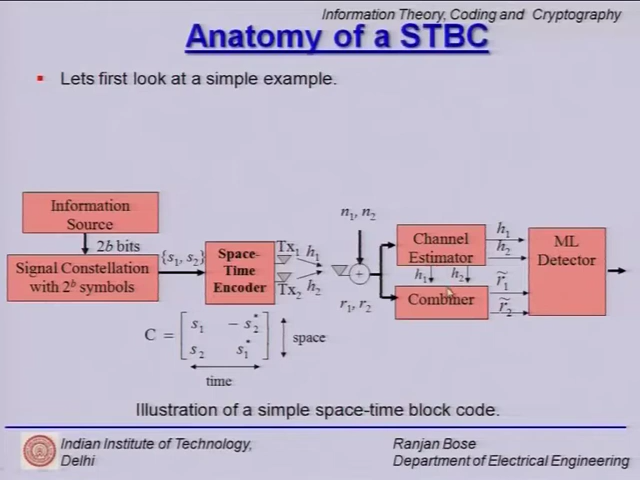 Information Theory, Coding and Cryptography
Anatomy of a STBC
Lets first look at a simple example.
Information
Source
2b bits
Signal Constellation
with 2ᵇ symbols
{s₁, s₂}
Space-
Time
Encoder
Tx₁ h₁
Tx₂ h₂
n₁, n₂
r₁, r₂
Channel
Estimator
h₁ h₂
Combiner
h₁
h₂
r̃₁
r̃₂
ML
Detector
C = [ s₁ − s₂*
s₂ s₁* ]
space
time
Illustration of a simple space-time block code.
Indian Institute of Technology,
Delhi
Ranjan Bose
Department of Electrical Engineering